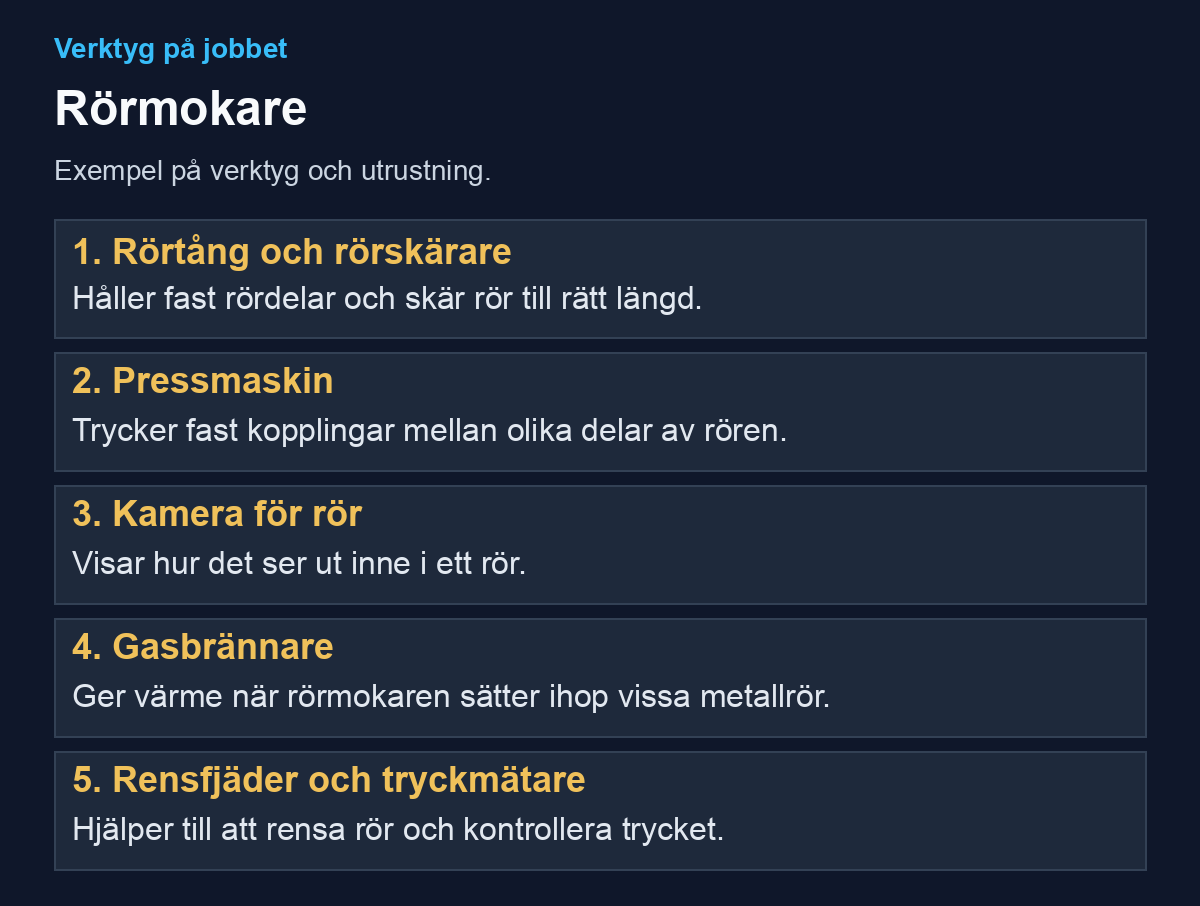 Verktyg på jobbet
Rörmokare
Exempel på verktyg och utrustning.
1. Rörtång och rörskärare
Håller fast rördelar och skär rör till rätt längd.
2. Pressmaskin
Trycker fast kopplingar mellan olika delar av rören.
3. Kamera för rör
Visar hur det ser ut inne i ett rör.
4. Gasbrännare
Ger värme när rörmokaren sätter ihop vissa metallrör.
5. Rensfjäder och tryckmätare
Hjälper till att rensa rör och kontrollera trycket.